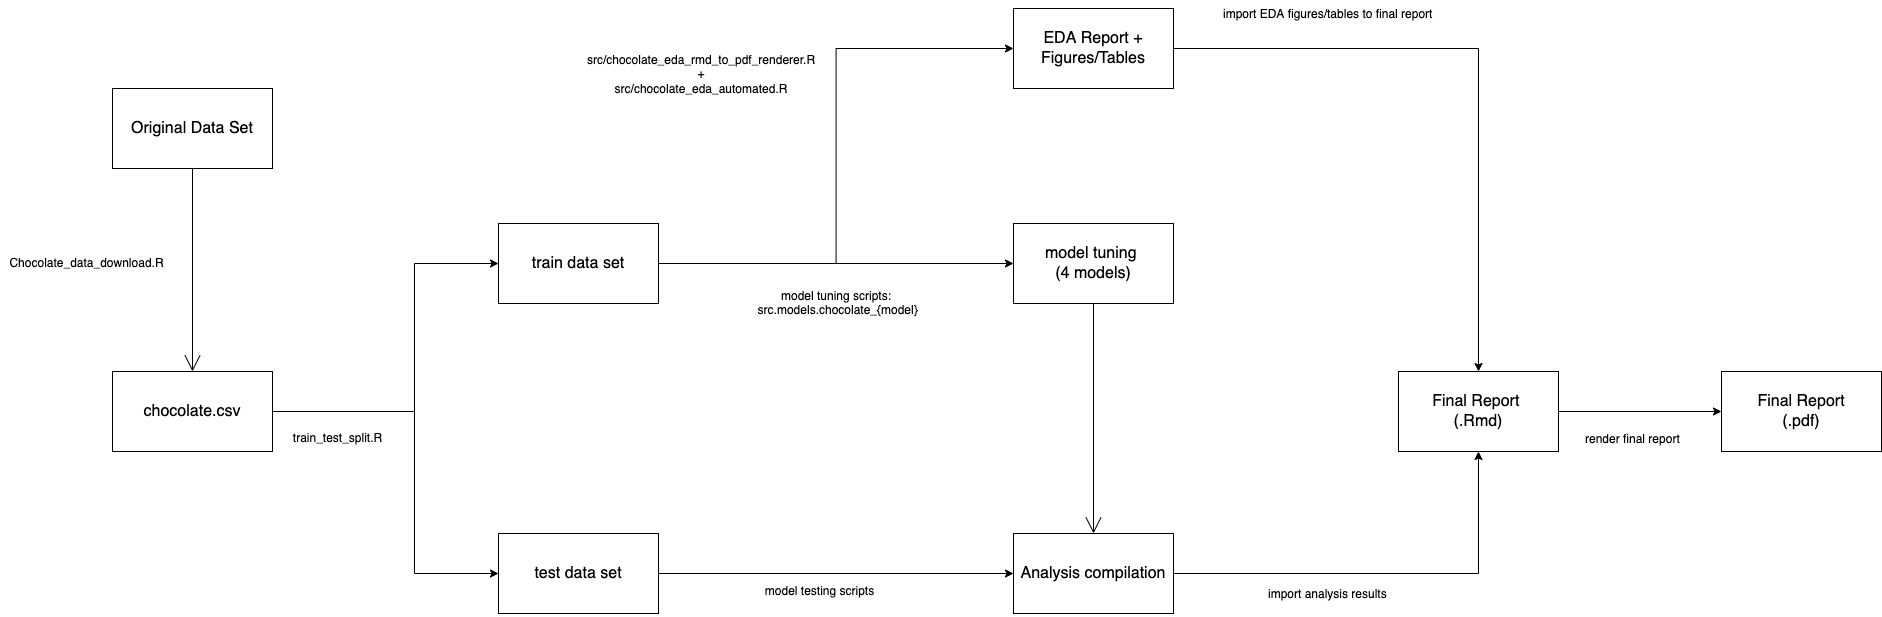 import EDA figures/tables to final report
EDA Report +
Figures/Tables
src/chocolate_eda_rmd_to_pdf_renderer.R
+
src/chocolate_eda_automated.R
Original Data Set
Chocolate_data_download.R
train data set
model tuning
(4 models)
model tuning scripts:
src.models.chocolate_{model}
chocolate.csv
train_test_split.R
Final Report
(.Rmd)
render final report
Final Report
(.pdf)
test data set
model testing scripts
Analysis compilation
import analysis results